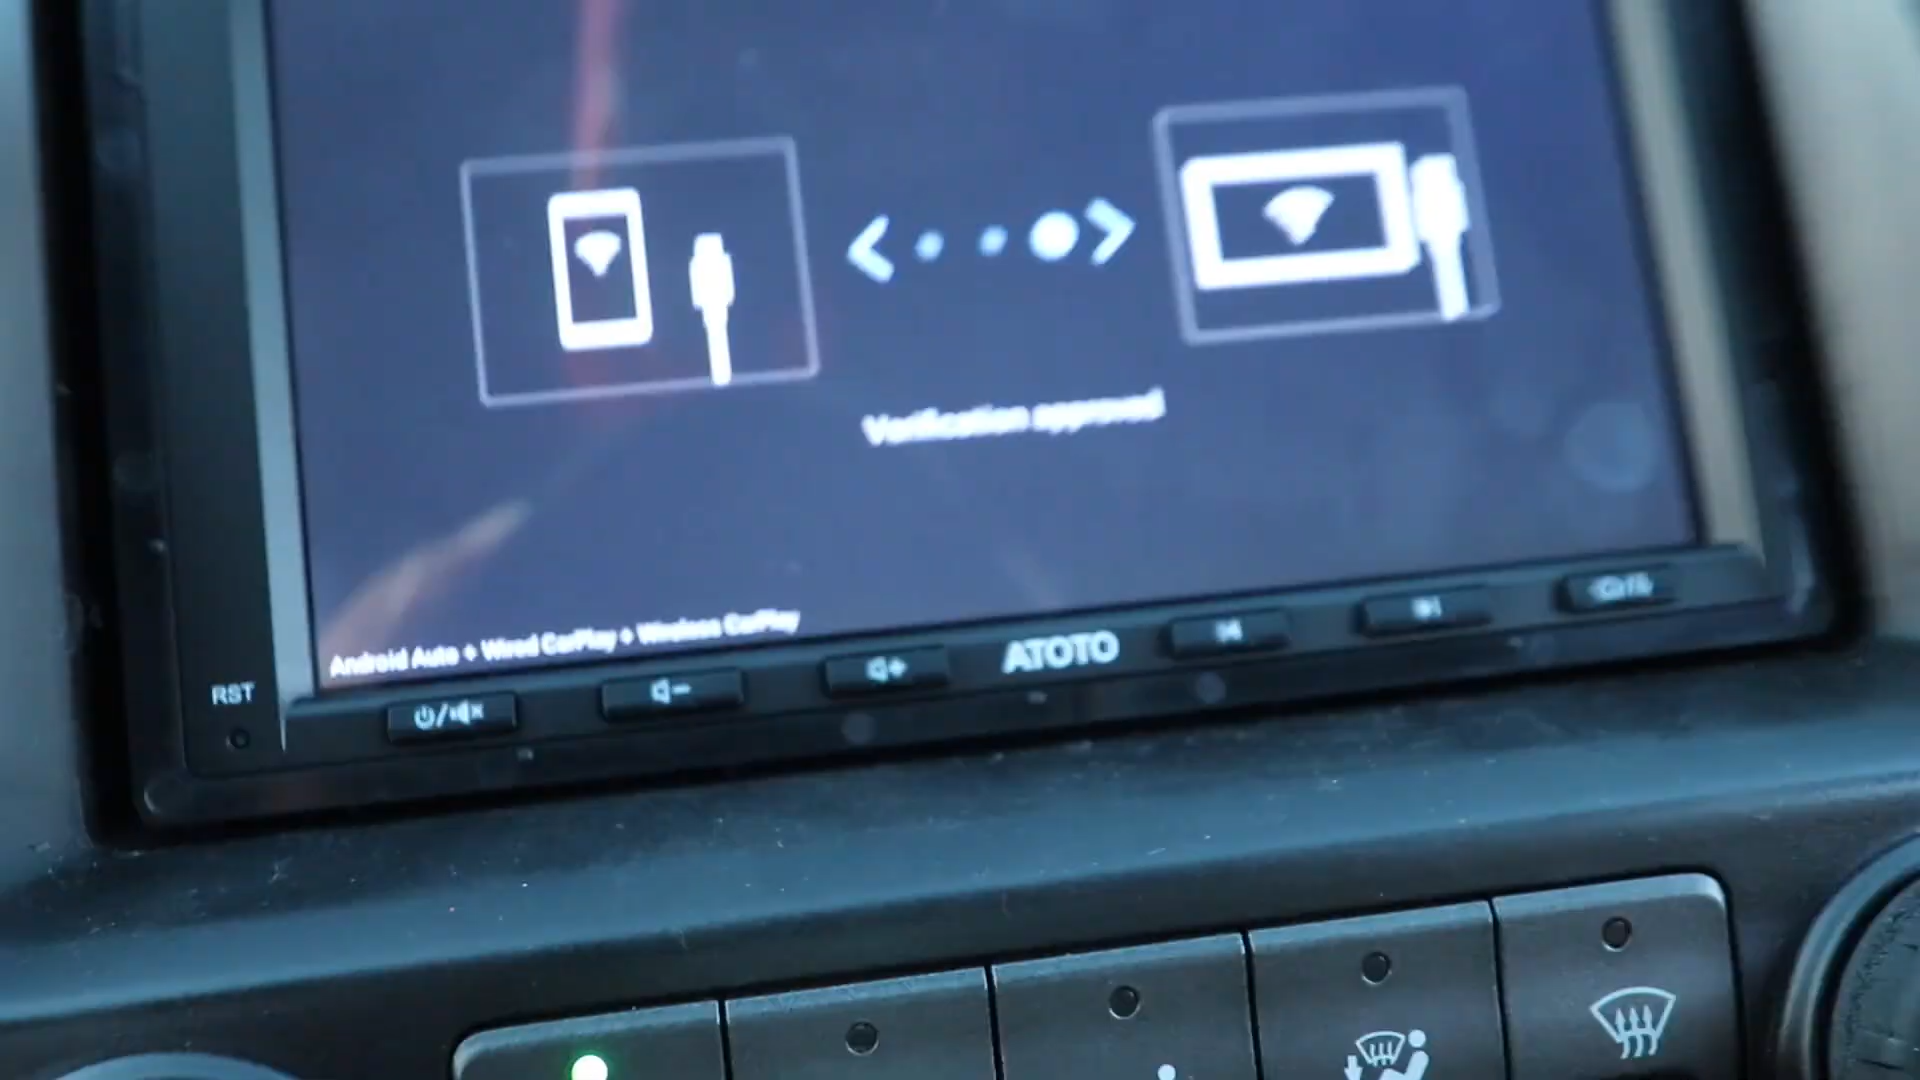 Verification approved
Android Auto + Wired CarPlay + Wireless CarPlay
ATOTO
RST